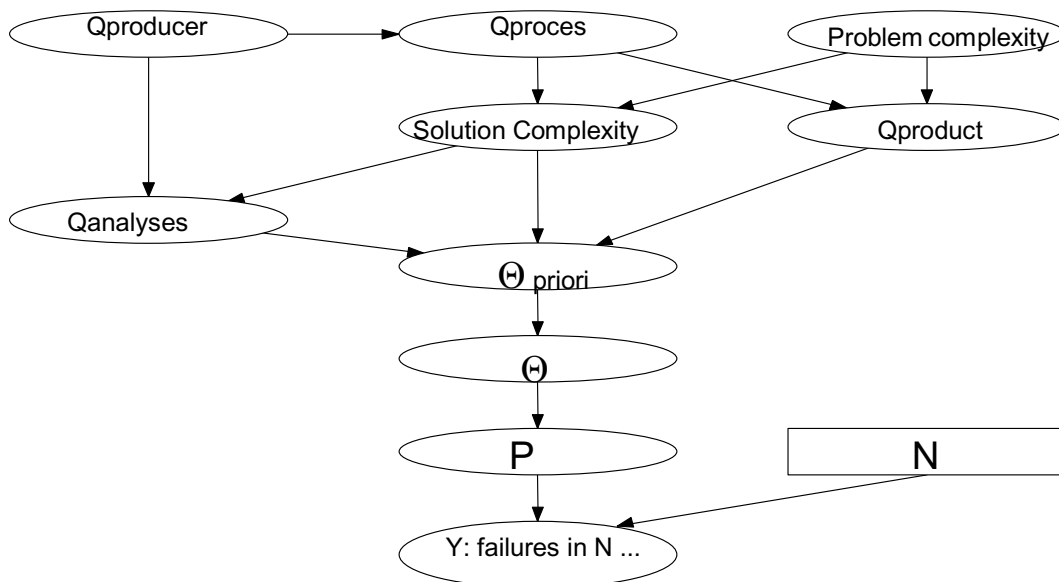 Qproducer
Qproces
Problem complexity
Solution Complexity
Qproduct
Qanalyses
Θ priori
Θ
P
N
Y: failures in N ...